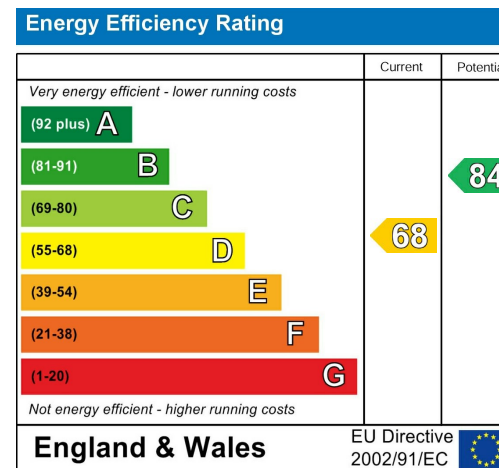 Energy Efficiency Rating
Current
Potentia
Very energy efficient - lower running costs
(92 plus) A
(81-91) B
84
(69-80) C
(55-68) D
68
(39-54) E
(21-38) F
(1-20) G
Not energy efficient - higher running costs
England & Wales
EU Directive
2002/91/EC